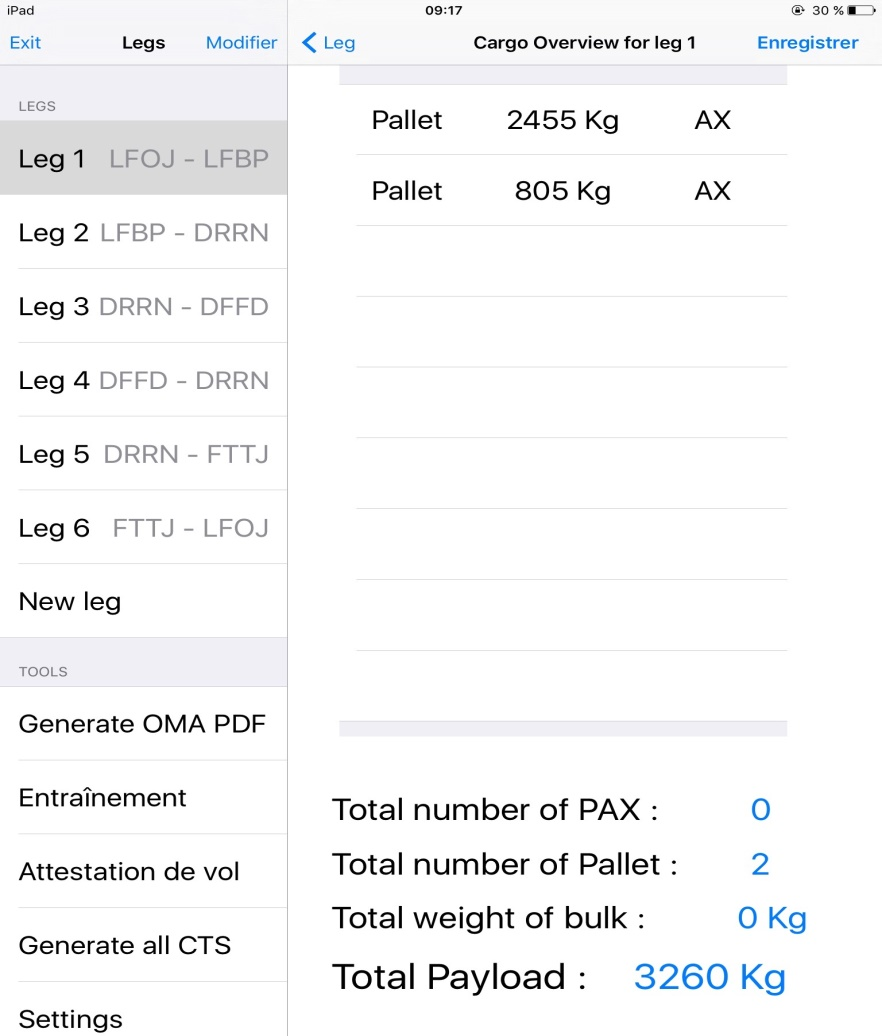 iPad 09:17 30 %
Exit Legs Modifier
LEGS
Leg 1 LFOJ - LFBP
Leg 2 LFBP - DRRN
Leg 3 DRRN - DFFD
Leg 4 DFFD - DRRN
Leg 5 DRRN - FTTJ
Leg 6 FTTJ - LFOJ
New leg
TOOLS
Generate OMA PDF
Entraînement
Attestation de vol
Generate all CTS
Settings
Leg Cargo Overview for leg 1 Enregistrer
Pallet 2455 Kg AX
Pallet 805 Kg AX
Total number of PAX : 0
Total number of Pallet : 2
Total weight of bulk : 0 Kg
Total Payload : 3260 Kg